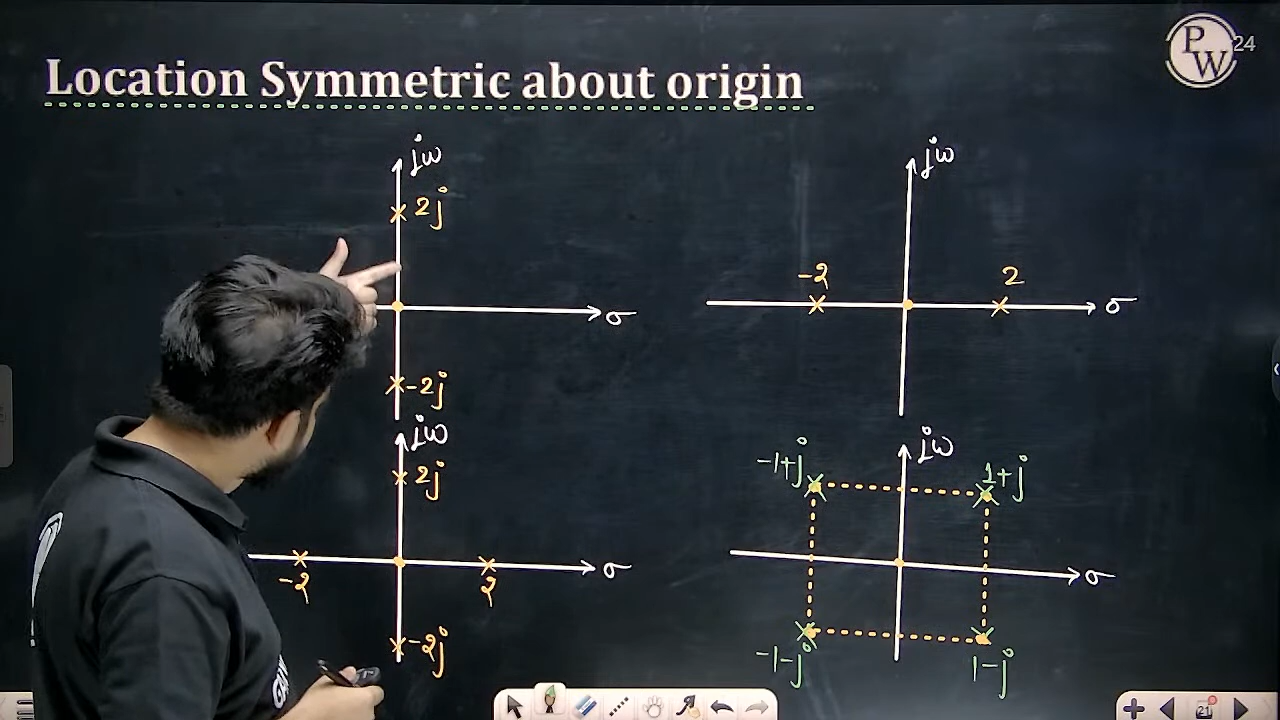 Location Symmetric about origin
P
W
24
jω
2j
σ
-2j
jω
-2
2
σ
jω
2j
-2
2
σ
-2j
jω
-1+j
1+j
σ
-1-j
1-j
21